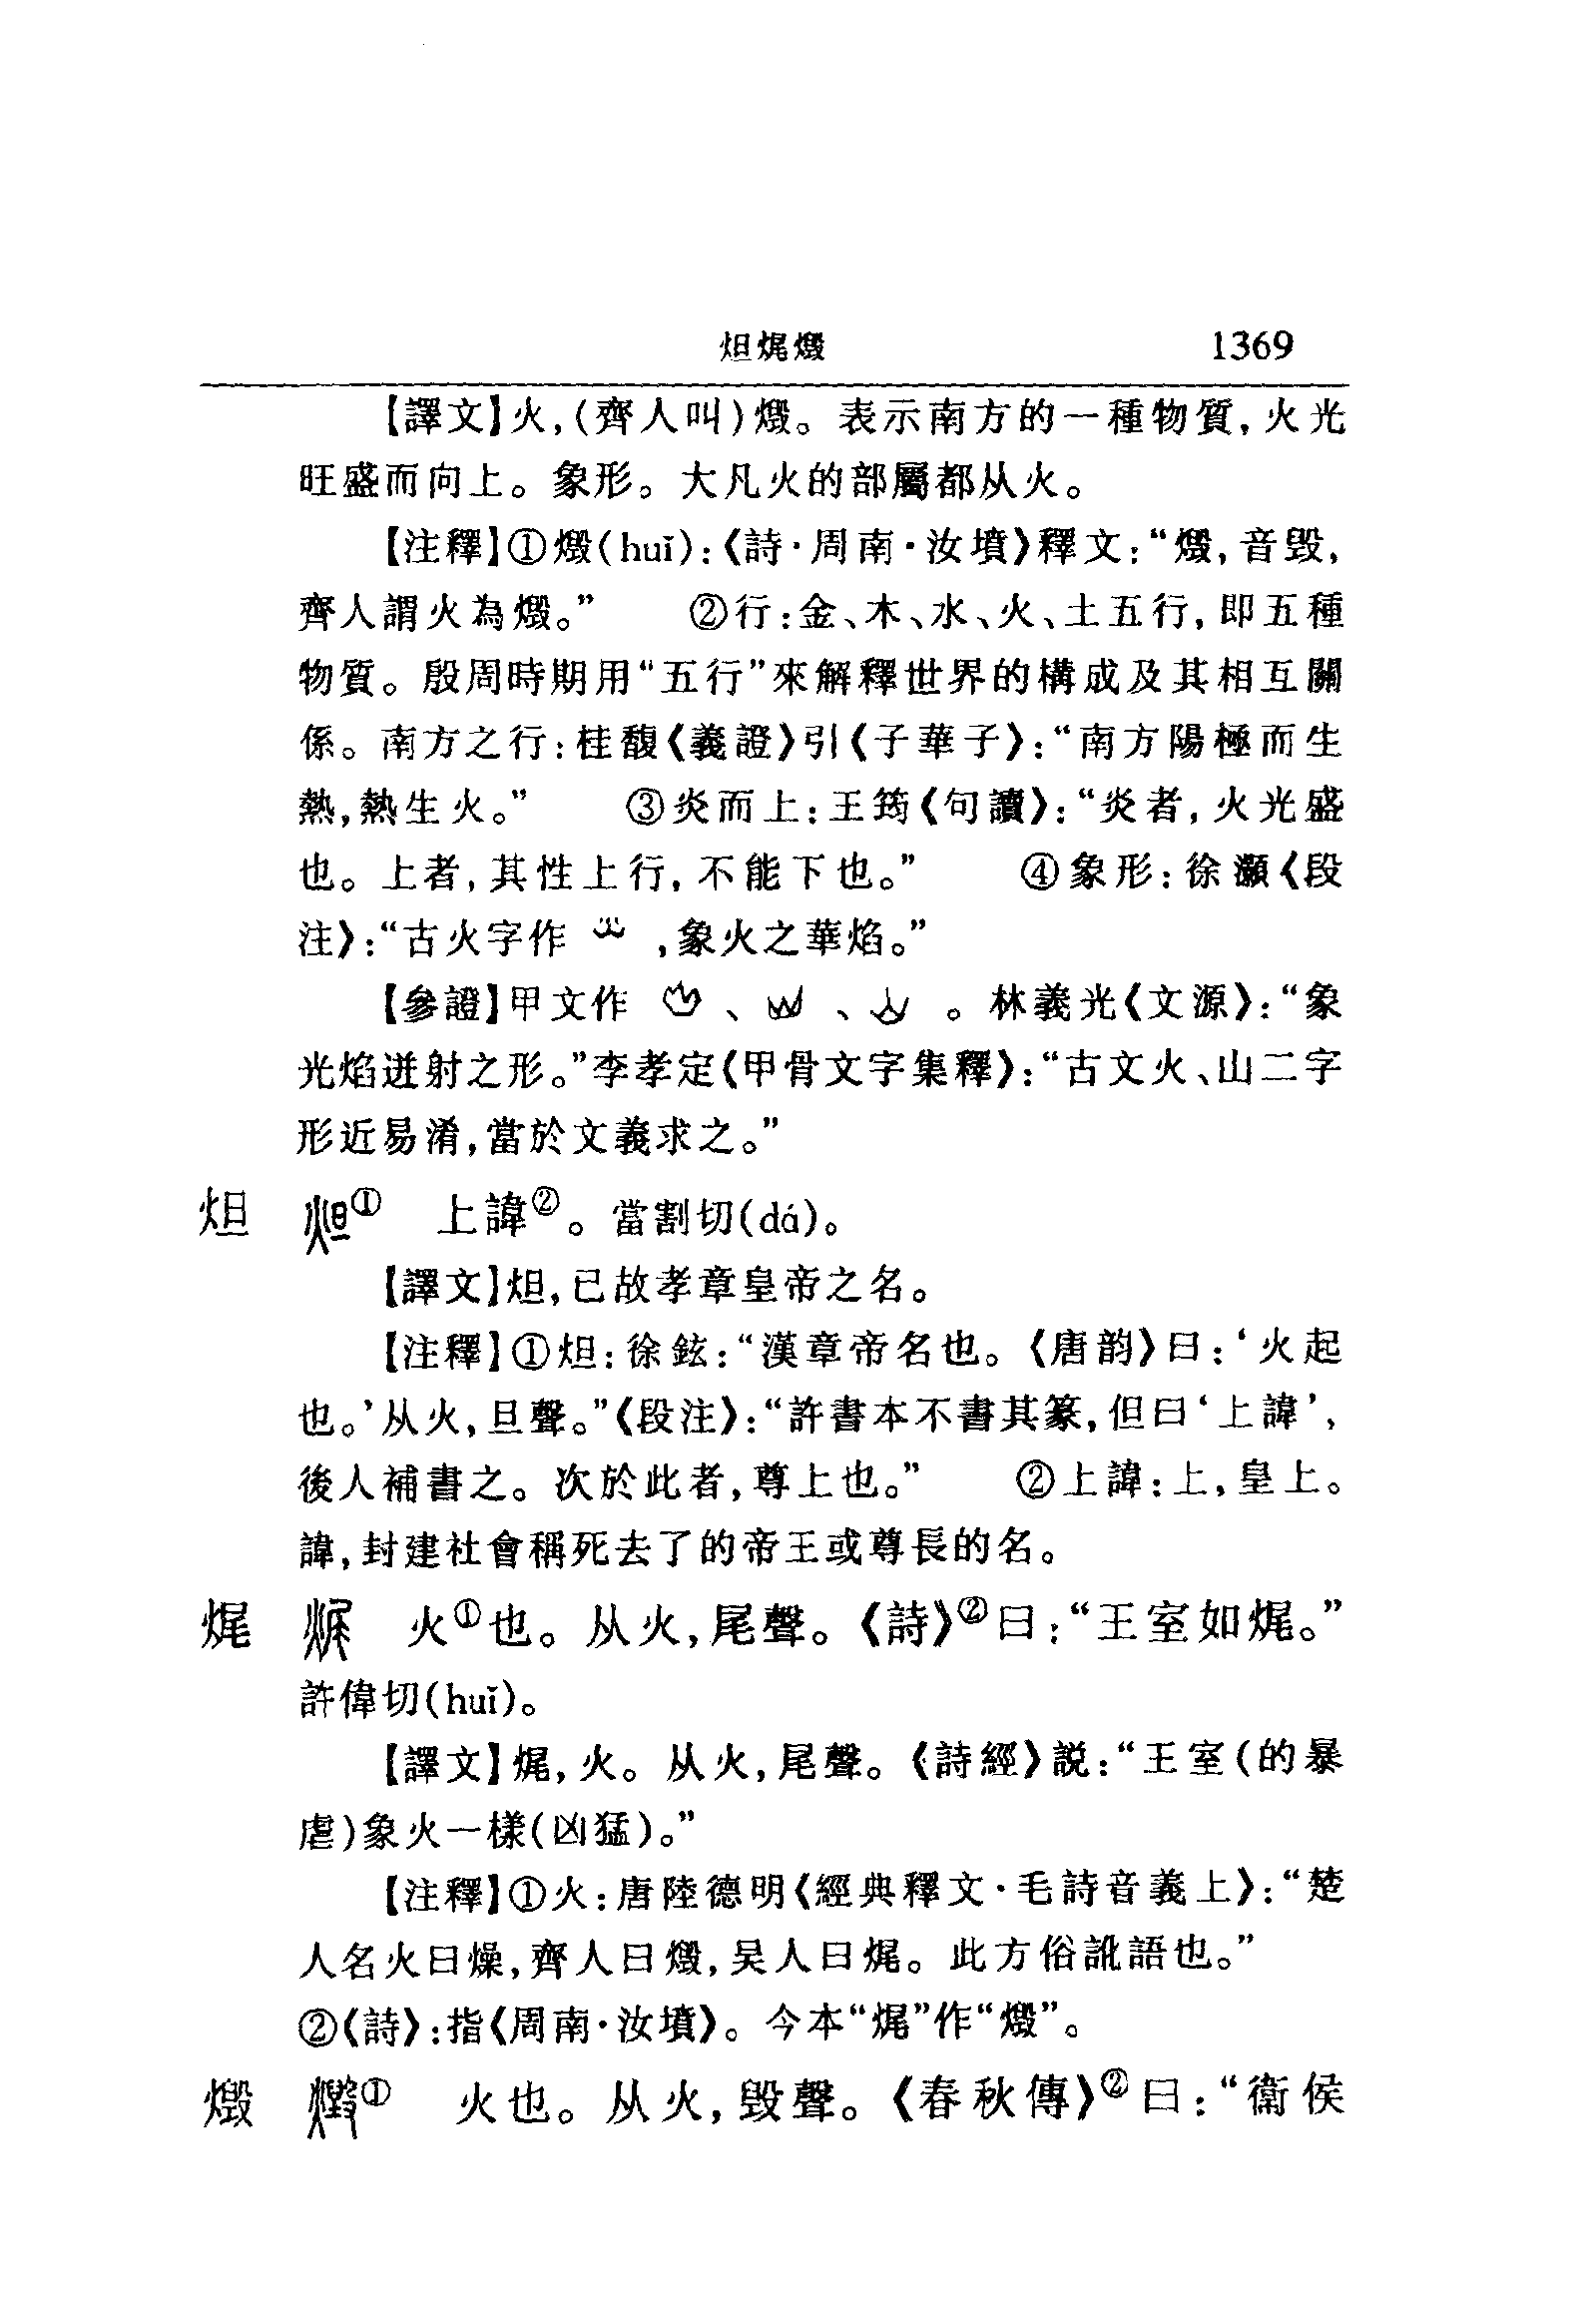 炟㷄燬 1369
【譯文】火,(齊人叫)燬。表示南方的一種物質,火光
旺盛而向上。象形。大凡火的部屬都从火。
【注釋】①燬(huǐ):《詩·周南·汝墳》釋文:“燬,音毁,
齊人謂火為燬。” ②行:金、木、水、火、土五行,即五種
物質。殷周時期用“五行”來解釋世界的構成及其相互關
係。南方之行:桂馥《義證》引《子華子》:“南方陽極而生
熱,熱生火。” ③炎而上:王筠《句讀》:“炎者,火光盛
也。上者,其性上行,不能下也。” ④象形:徐灝《段
注》:“古火字作 ,象火之華焰。”
【參證】甲文作 、 、 。林義光《文源》:“象
光焰迸射之形。”李孝定《甲骨文字集釋》:“古文火、山二字
形近易淆,當於文義求之。”
炟 ① 上諱②。當割切(dá)。
【譯文】炟,已故孝章皇帝之名。
【注釋】①炟:徐鉉:“漢章帝名也。《唐韵》曰:‘火起
也。’从火,旦聲。”《段注》:“許書本不書其篆,但曰‘上諱’,
後人補書之。次於此者,尊上也。” ②上諱:上,皇上。
諱,封建社會稱死去了的帝王或尊長的名。
㷄 火①也。从火,尾聲。《詩》②曰:“王室如㷄。”
許偉切(huǐ)。
【譯文】㷄,火。从火,尾聲。《詩經》説:“王室(的暴
虐)象火一樣(凶猛)。”
【注釋】①火:唐陸德明《經典釋文·毛詩音義上》:“楚
人名火曰燥,齊人曰燬,吴人曰㷄。此方俗訛語也。”
②《詩》:指《周南·汝墳》。今本“㷄”作“燬”。
燬 ① 火也。从火,毁聲。《春秋傳》②曰:“衞侯